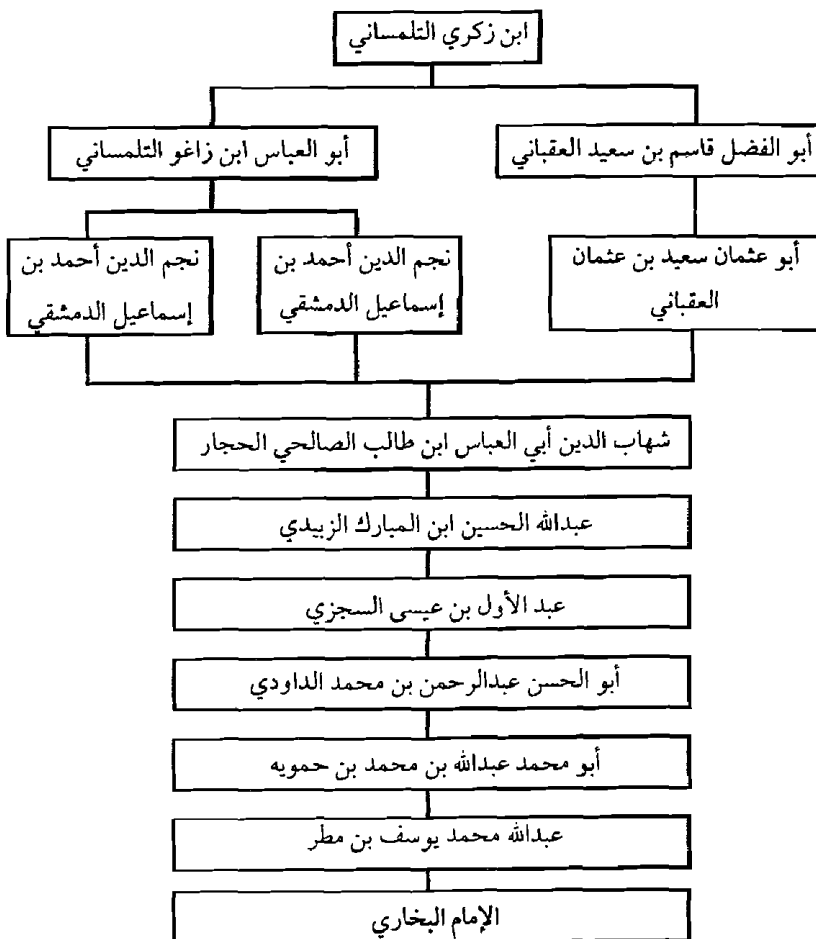 ابن زكري التلمساني
أبو الفضل قاسم بن سعيد العقباني
أبو العباس ابن زاغو التلمساني
أبو عثمان سعيد بن عثمان
العقباني
نجم الدين أحمد بن
إسماعيل الدمشقي
نجم الدين أحمد بن
إسماعيل الدمشقي
شهاب الدين أبي العباس ابن طالب الصالحي الحجار
عبدالله الحسين ابن المبارك الزبيدي
عبد الأول بن عيسى السجزي
أبو الحسن عبدالرحمن بن محمد الداودي
أبو محمد عبدالله بن محمد بن حمويه
عبدالله محمد يوسف بن مطر
الإمام البخاري